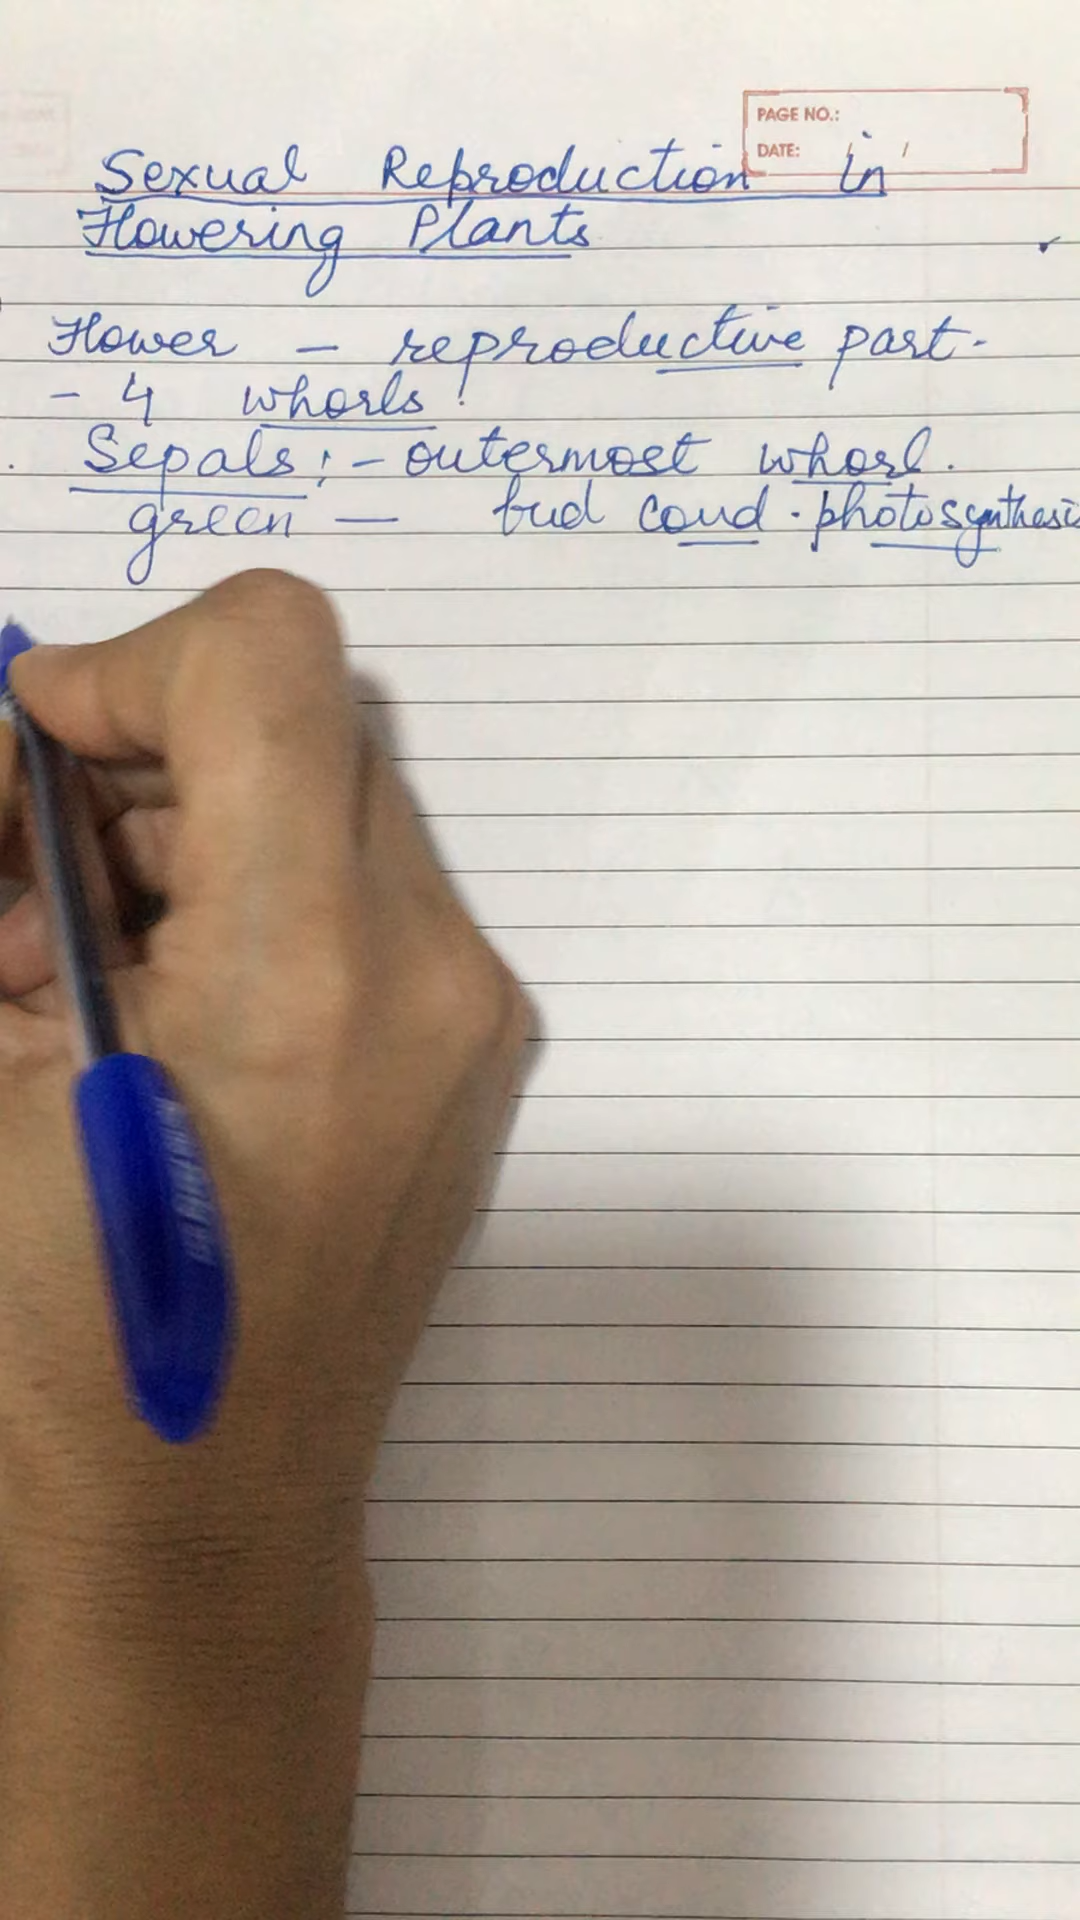 PAGE NO.:
DATE: / /
Sexual Reproduction in
Flowering Plants
Flower – reproductive part.
– 4 whorls.
Sepals :– outermost whorl.
green — bud cond. photosynthesis